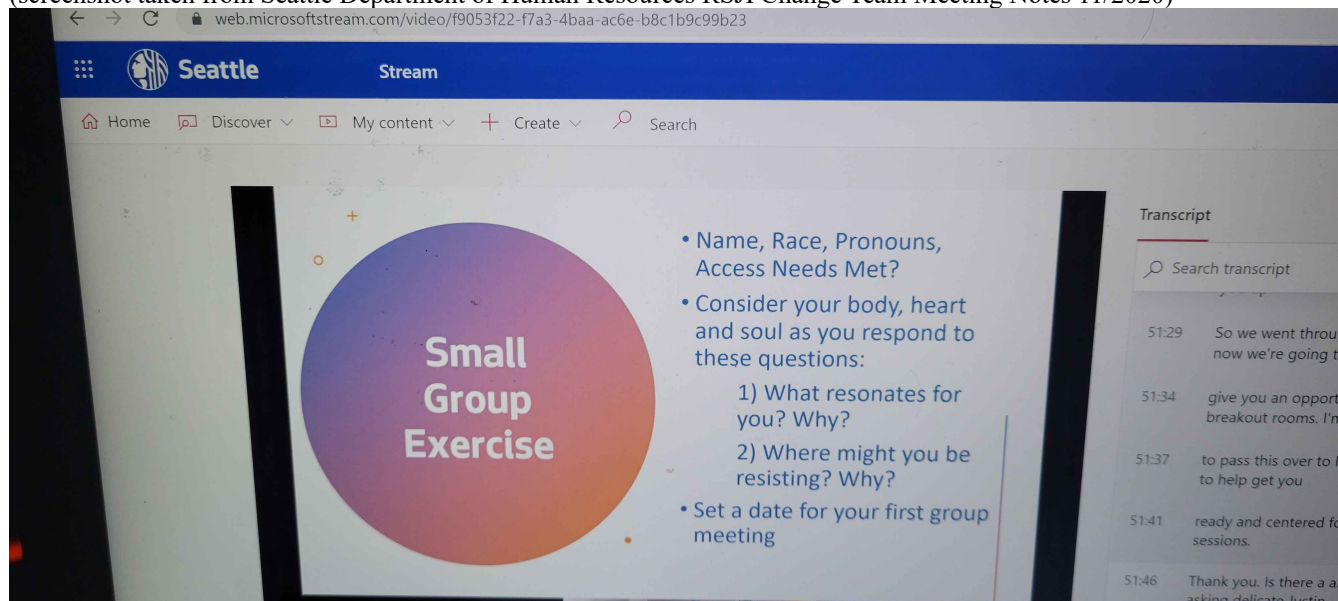 (screenshot taken from Seattle Department of Human Resources RSJI Change Team Meeting Notes 11/2020)
web.microsoftstream.com/video/f9053f22-f7a3-4baa-ac6e-b8c1b9c99b23
Seattle
Stream
Home Discover My content + Create Search
Small
Group
Exercise
• Name, Race, Pronouns,
Access Needs Met?
• Consider your body, heart
and soul as you respond to
these questions:
1) What resonates for
you? Why?
2) Where might you be
resisting? Why?
• Set a date for your first group
meeting
Transcript
Search transcript
51:29 So we went throu
now we're going t
51:34 give you an opport
breakout rooms. I'm
51:37 to pass this over to
to help get you
51:41 ready and centered fo
sessions.
51:46 Thank you. Is there a a
asking delicate Justin